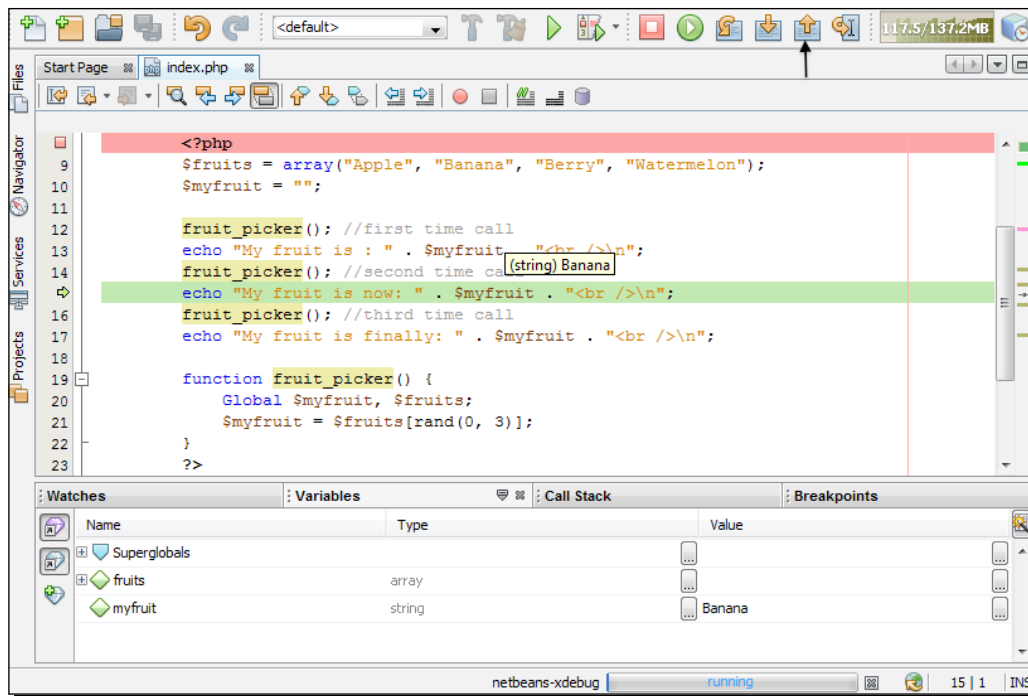 <default>
117.5/137.2MB
Start Page index.php
Files
Navigator
Services
Projects
<?php
9 $fruits = array("Apple", "Banana", "Berry", "Watermelon");
10 $myfruit = "";
11
12 fruit_picker(); //first time call
13 echo "My fruit is : " . $myfruit . "<br />\n";
(string) Banana
14 fruit_picker(); //second time call
echo "My fruit is now: " . $myfruit . "<br />\n";
16 fruit_picker(); //third time call
17 echo "My fruit is finally: " . $myfruit . "<br />\n";
18
19 function fruit_picker() {
20 Global $myfruit, $fruits;
21 $myfruit = $fruits[rand(0, 3)];
22 }
23 ?>
Watches Variables Call Stack Breakpoints
Name Type Value
Superglobals ... ...
fruits array ... ...
myfruit string ... Banana ...
netbeans-xdebug running 15 | 1 INS